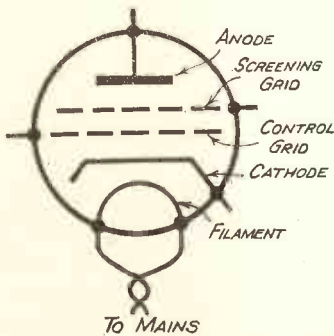 ANODE
SCREENING
GRID
CONTROL
GRID
CATHODE
FILAMENT
TO MAINS